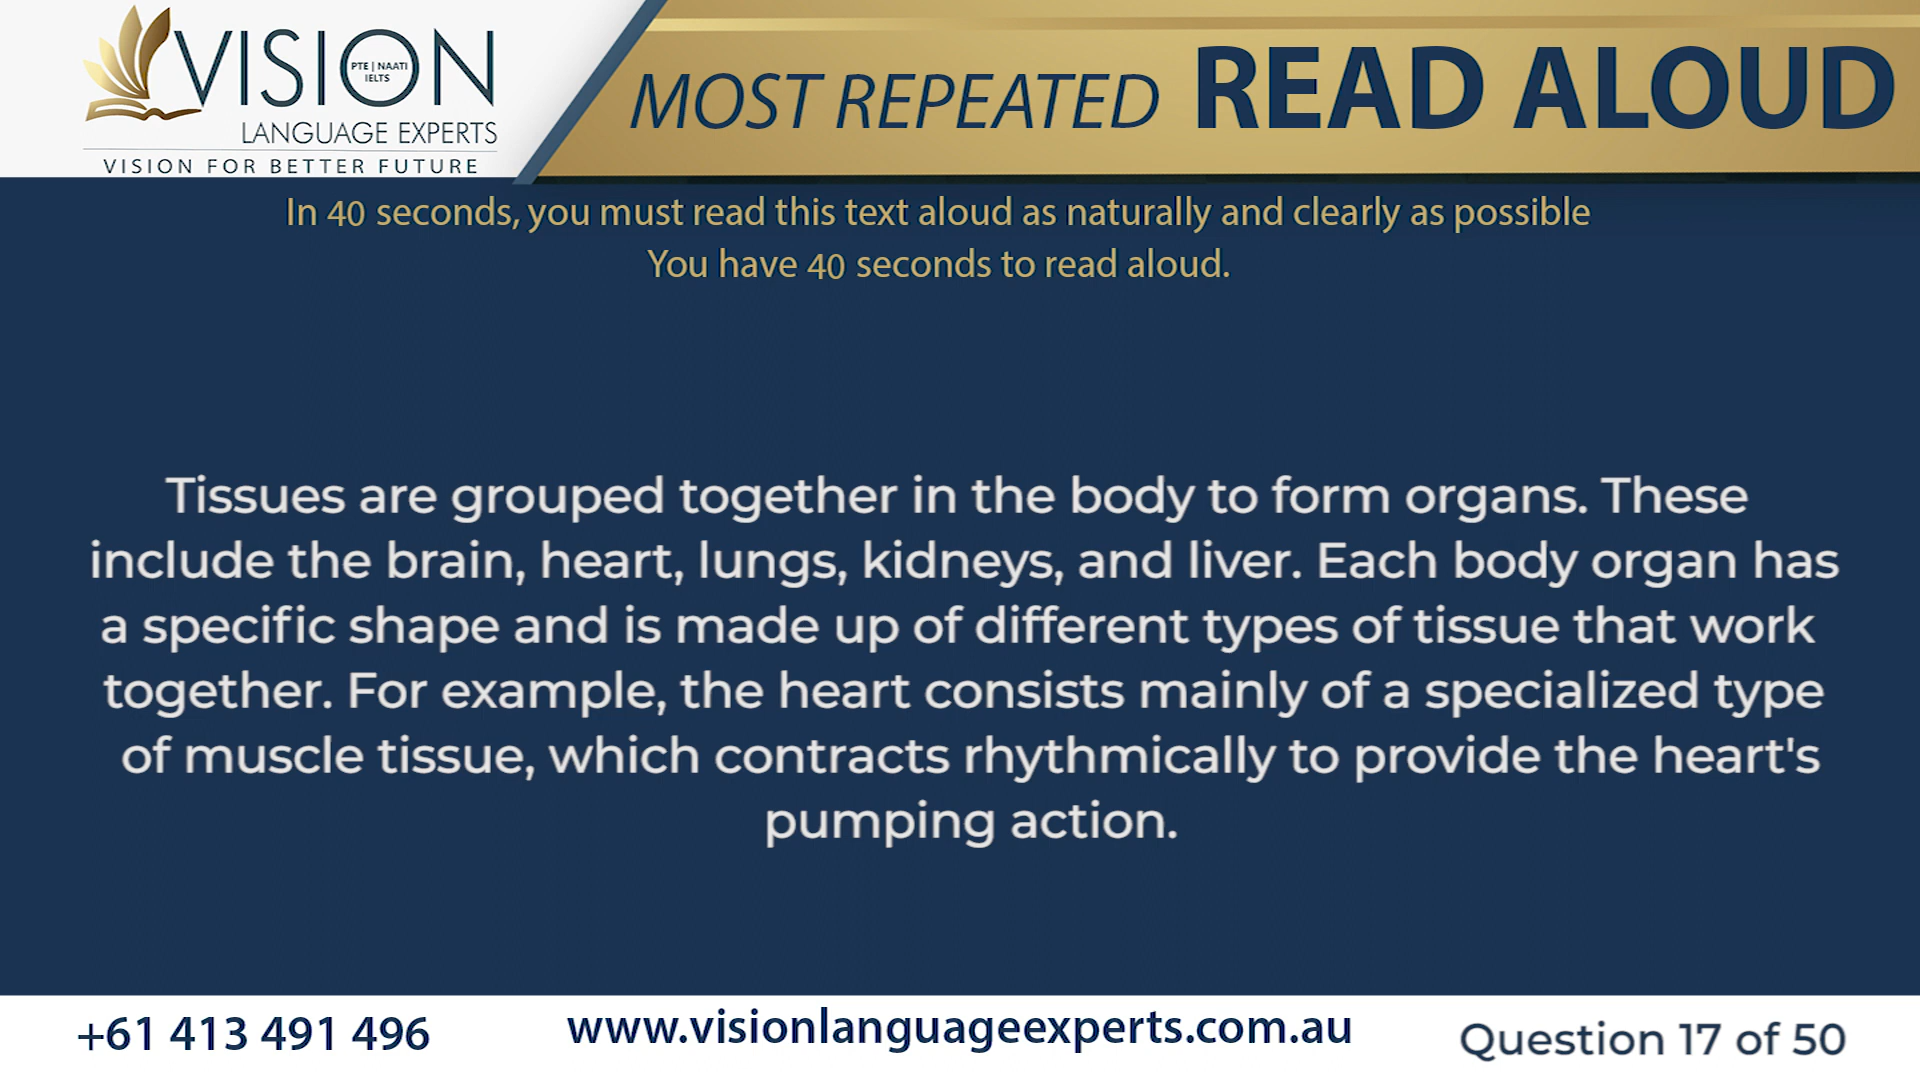 VISION
PTE | NAATI
IELTS
LANGUAGE EXPERTS
VISION FOR BETTER FUTURE
MOST REPEATED READ ALOUD
In 40 seconds, you must read this text aloud as naturally and clearly as possible
You have 40 seconds to read aloud.
Tissues are grouped together in the body to form organs. These
include the brain, heart, lungs, kidneys, and liver. Each body organ has
a specific shape and is made up of different types of tissue that work
together. For example, the heart consists mainly of a specialized type
of muscle tissue, which contracts rhythmically to provide the heart's
pumping action.
+61 413 491 496
www.visionlanguageexperts.com.au
Question 17 of 50